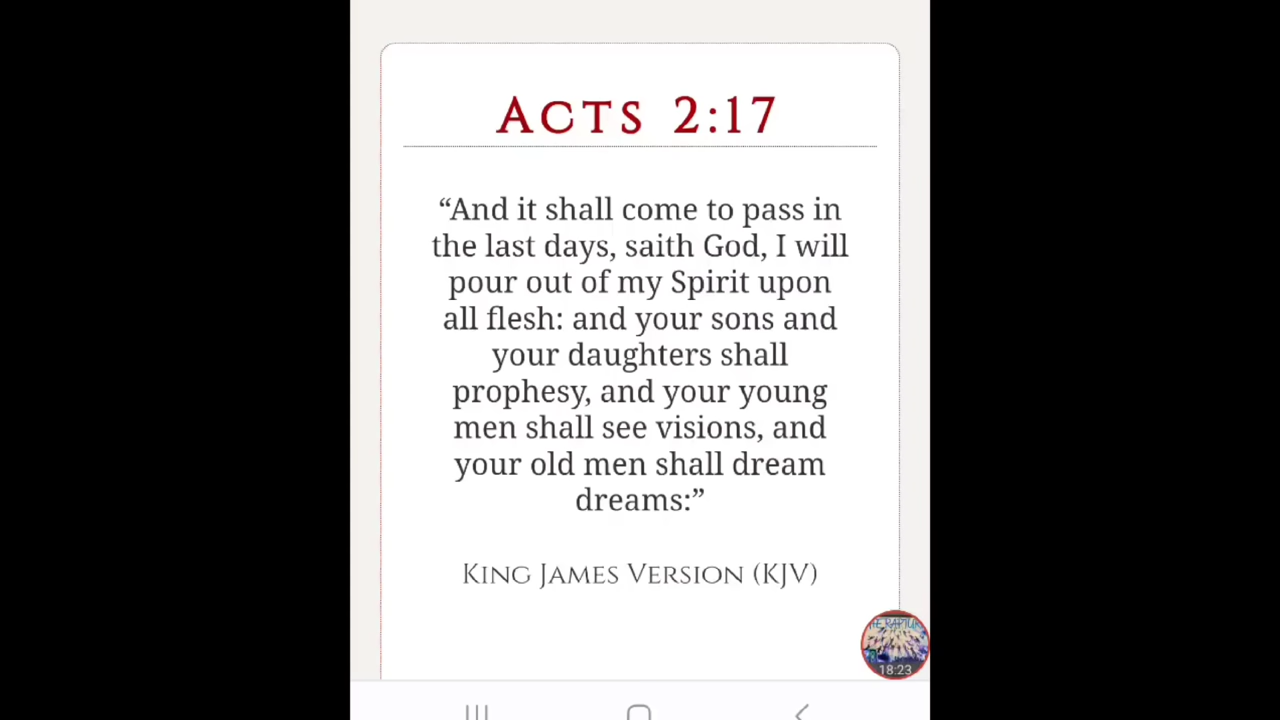 Acts 2:17
“And it shall come to pass in
the last days, saith God, I will
pour out of my Spirit upon
all flesh: and your sons and
your daughters shall
prophesy, and your young
men shall see visions, and
your old men shall dream
dreams:”
King James Version (KJV)
18:23